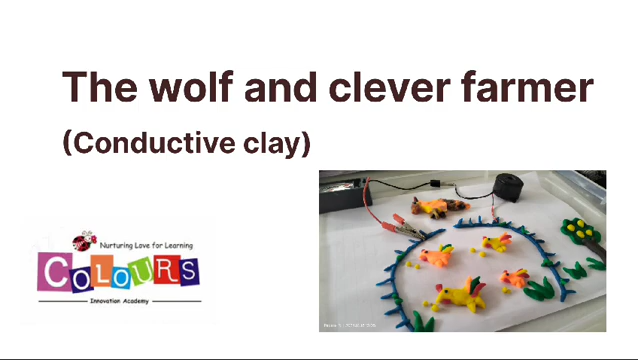 The wolf and clever farmer
(Conductive clay)
Nurturing Love for Learning
COLOURS
Innovation Academy